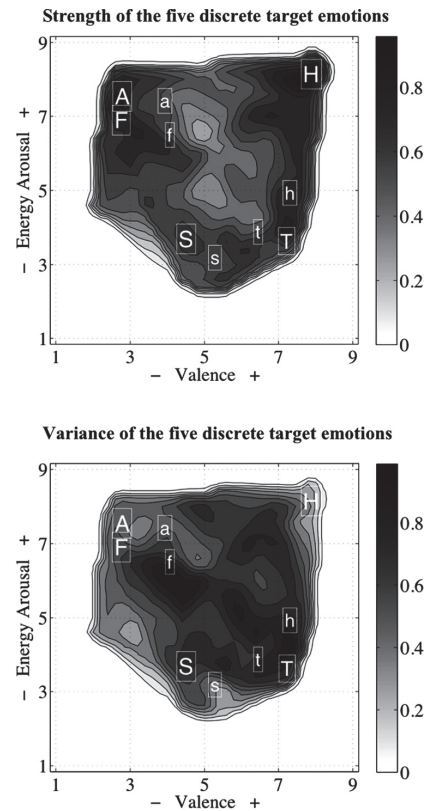 Strength of the five discrete target emotions
9
7
5
3
1
− Energy Arousal +
A
F
a
f
H
h
S
s
t
T
1 3 5 7 9
− Valence +
0.8
0.6
0.4
0.2
0
Variance of the five discrete target emotions
9
7
5
3
1
− Energy Arousal +
A
F
a
f
H
h
S
s
t
T
1 3 5 7 9
− Valence +
0.8
0.6
0.4
0.2
0